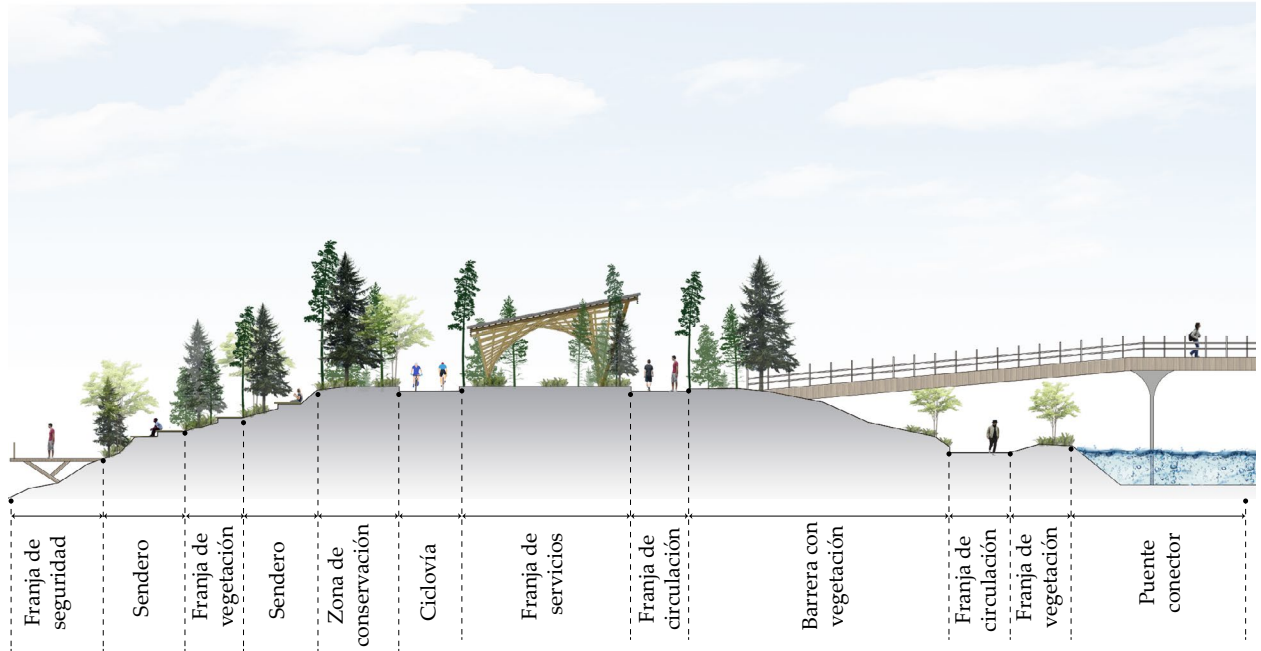 Franja de
seguridad
Sendero
Franja de
vegetación
Sendero
Zona de
conservación
Ciclovía
Franja de
servicios
Franja de
circulación
Barrera con
vegetación
Franja de
circulación
Franja de
vegetación
Puente
conector